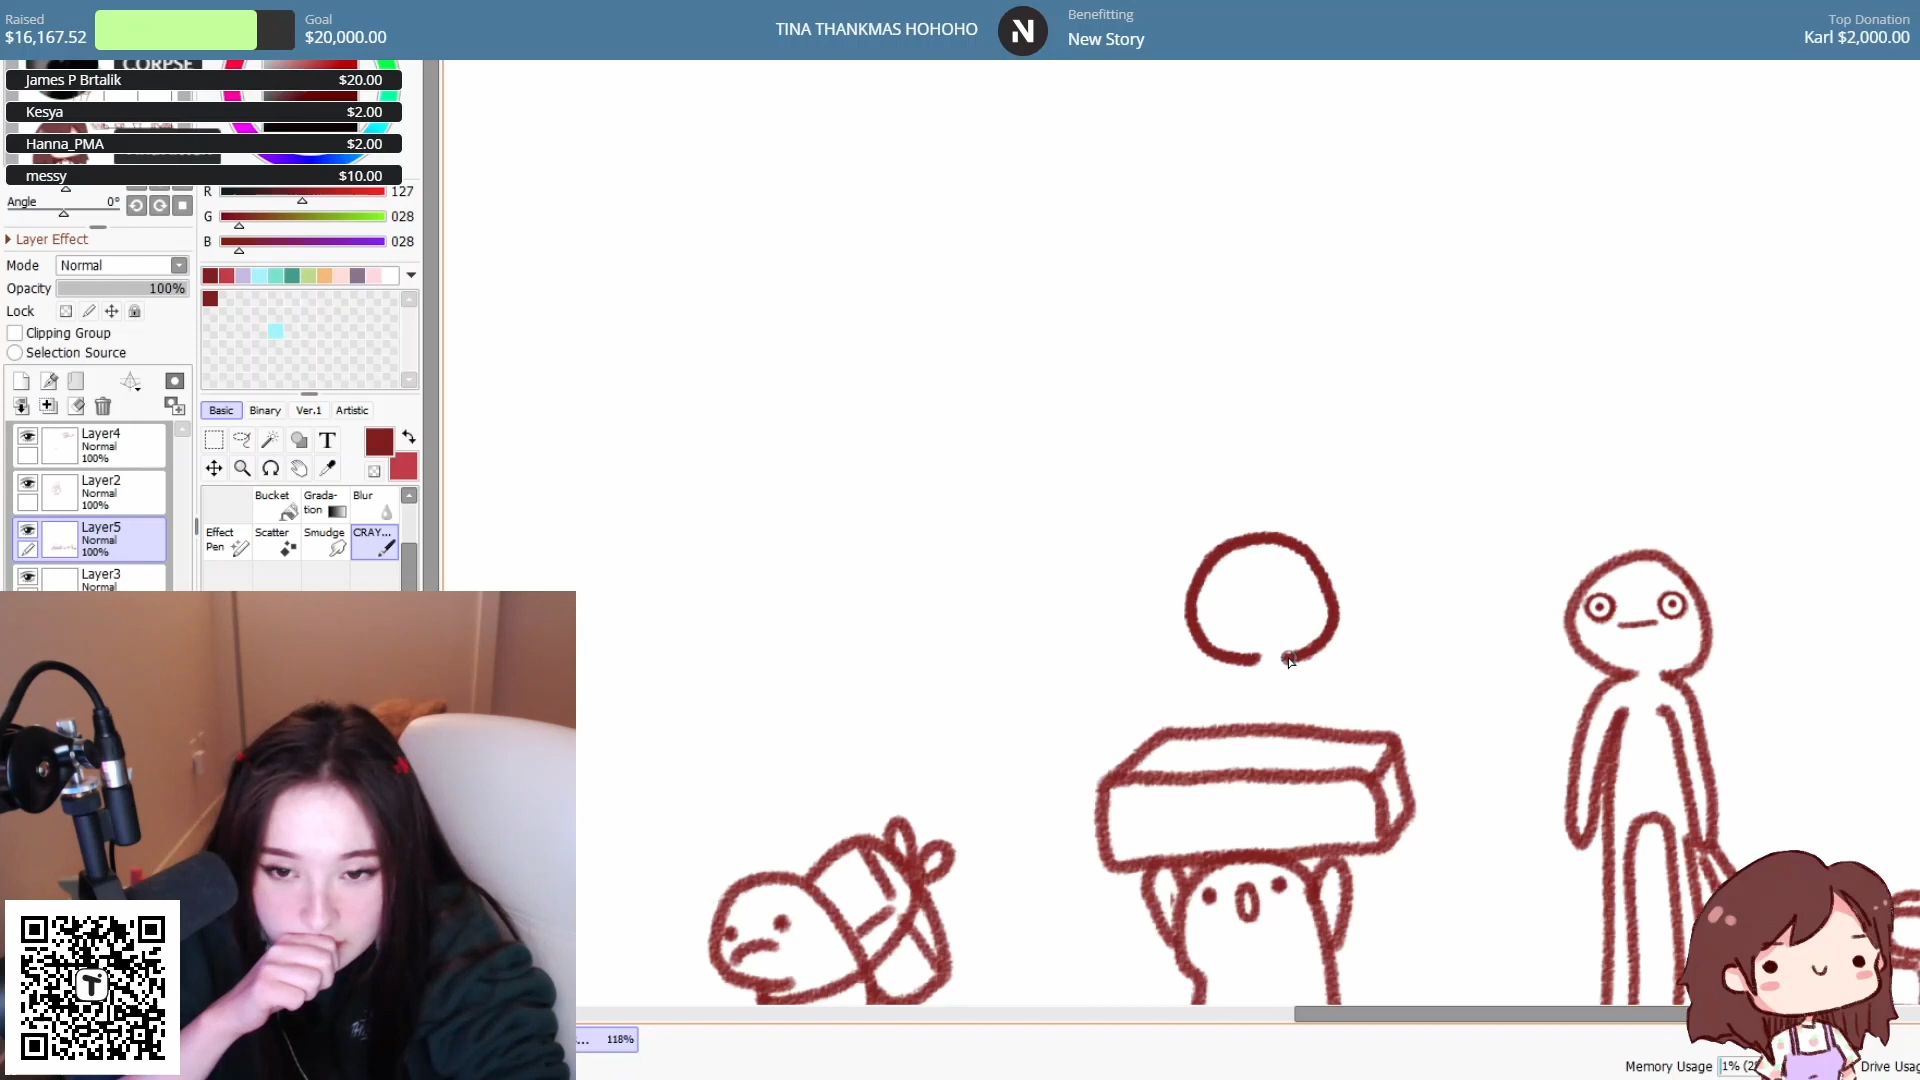 Raised
$16,167.52
Goal
$20,000.00
TINA THANKMAS HOHOHO
N
Benefitting
New Story
Top Donation
Karl $2,000.00
CORPSE
James P Brtalik $20.00
Kesya $2.00
Hanna_PMA $2.00
messy $10.00
Angle 0°
R 127
G 028
B 028
Layer Effect
Mode Normal
Opacity 100%
Lock
Clipping Group
Selection Source
Basic Binary Ver.1 Artistic
T
Layer4
Normal
100%
Layer2
Normal
100%
Layer5
Normal
100%
Layer3
Normal
Bucket
Grada-
tion
Blur
Effect
Pen
Scatter
Smudge
CRAY...
... 118%
Memory Usage 1%
Drive Usag